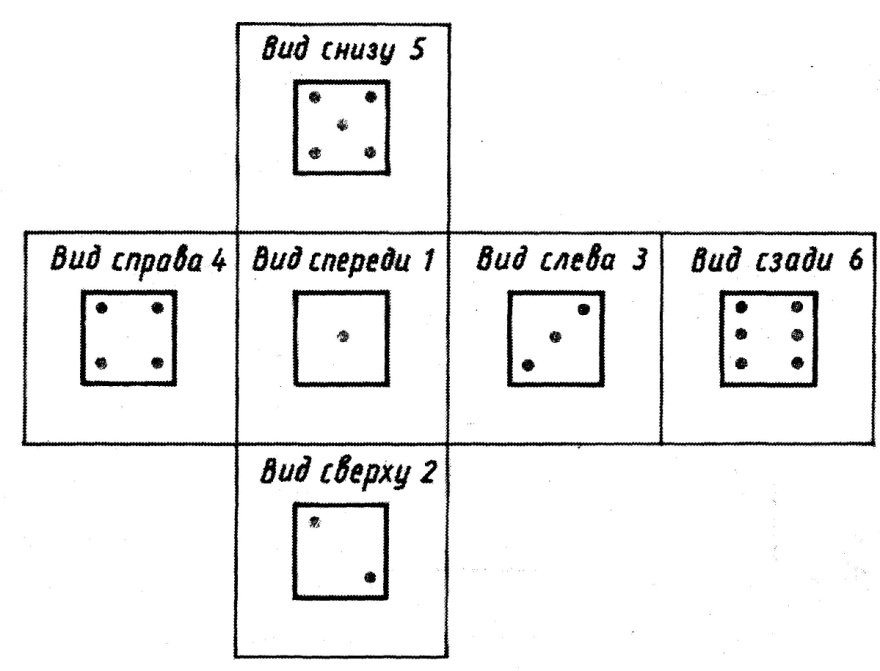 Вид снизу 5
Вид справа 4
Вид спереди 1
Вид слева 3
Вид сзади 6
Вид сверху 2